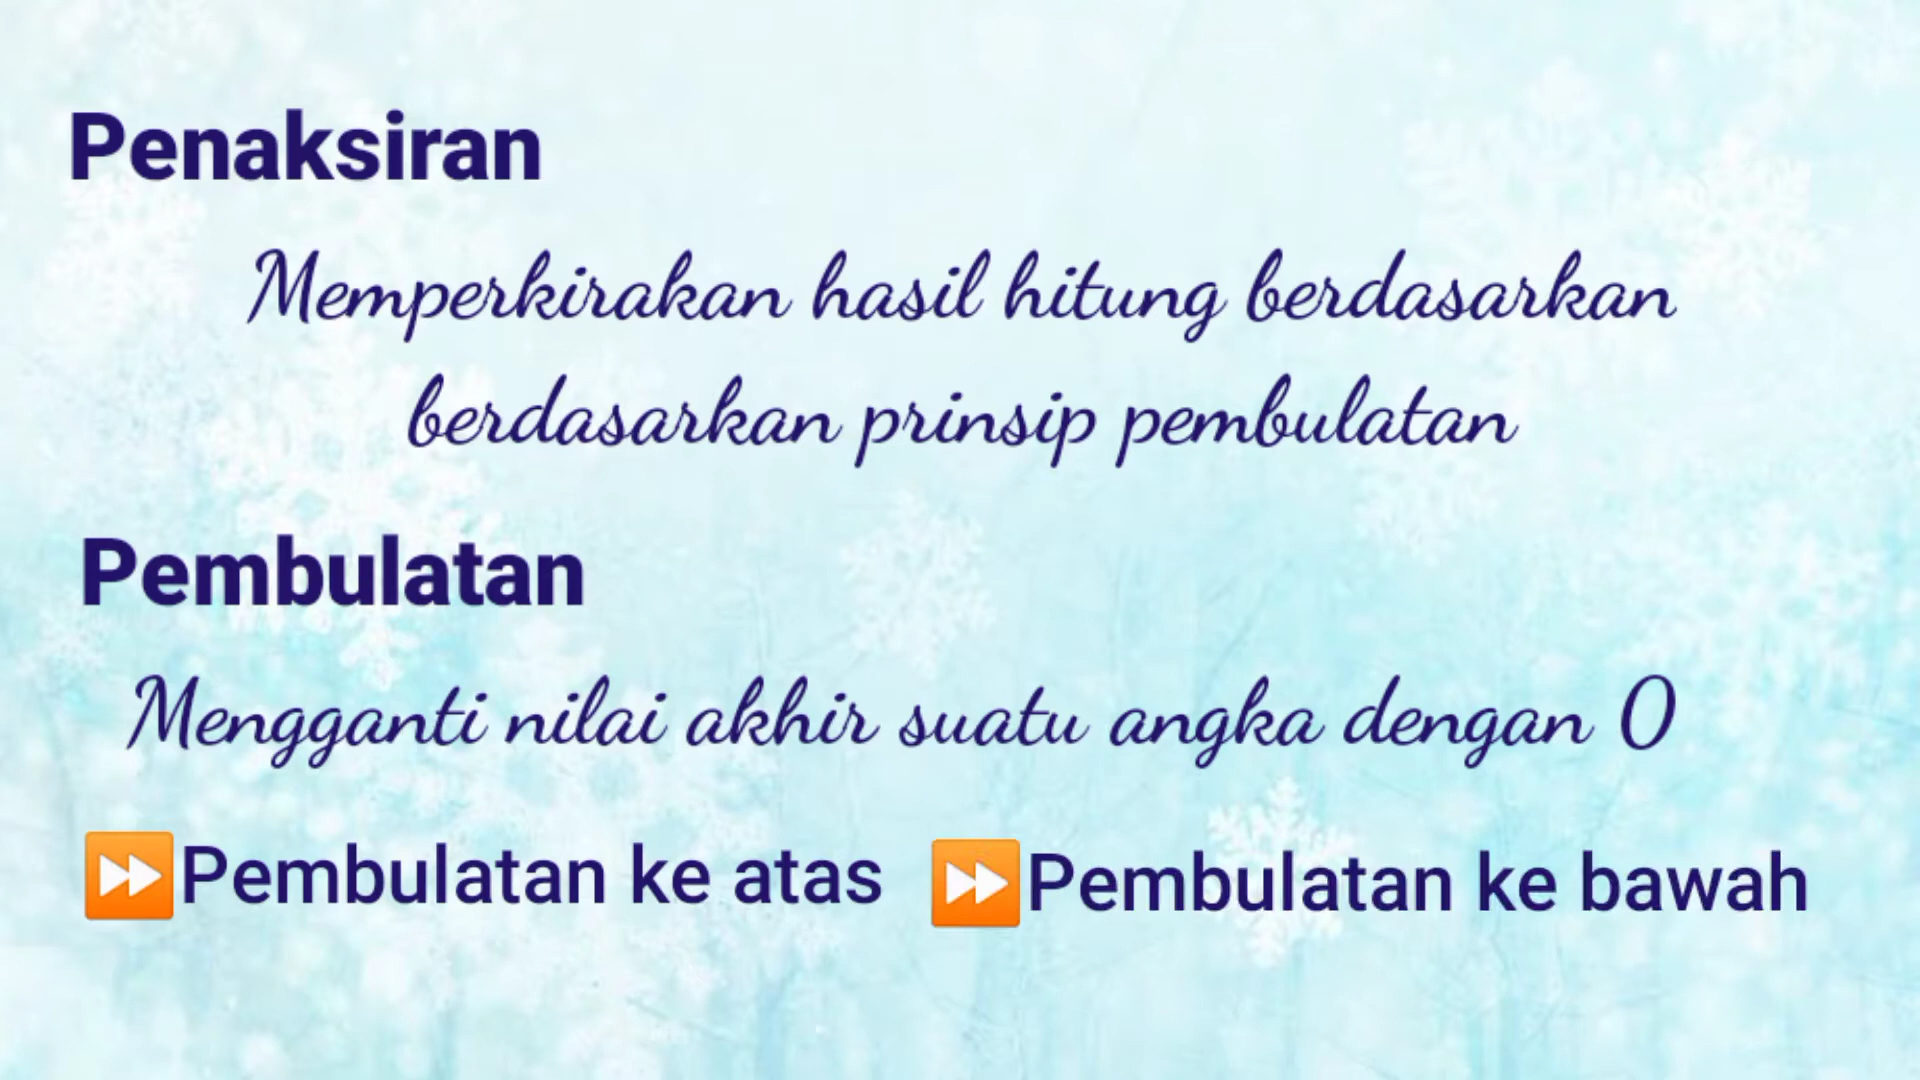 Penaksiran
Memperkirakan hasil hitung berdasarkan
berdasarkan prinsip pembulatan
Pembulatan
Mengganti nilai akhir suatu angka dengan 0
⏩Pembulatan ke atas ⏩Pembulatan ke bawah